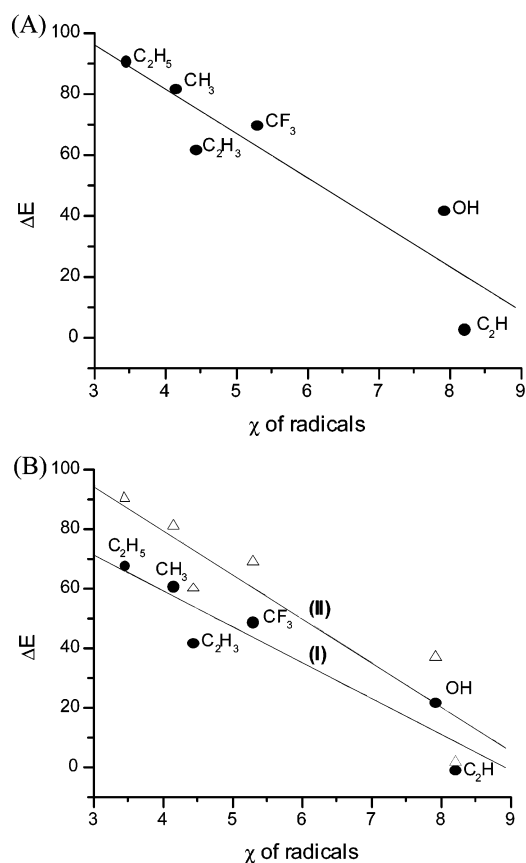 (A)
100
80
60
40
20
0
ΔE
C₂H₅
CH₃
C₂H₃
CF₃
OH
C₂H
3 4 5 6 7 8 9
χ of radicals
(B)
100
80
60
40
20
0
ΔE
C₂H₅
CH₃
C₂H₃
CF₃
(II)
(I)
OH
C₂H
3 4 5 6 7 8 9
χ of radicals